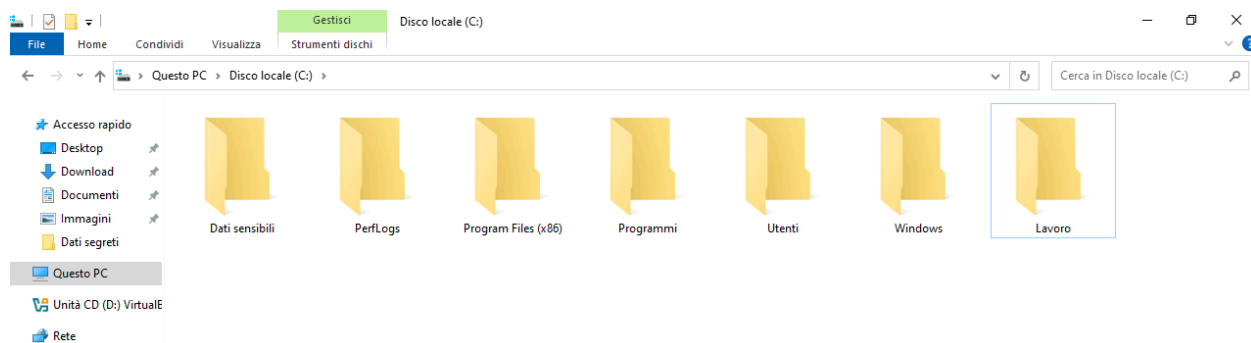 Gestisci
Disco locale (C:)
File
Home
Condividi
Visualizza
Strumenti dischi
Questo PC
Disco locale (C:)
Cerca in Disco locale (C:)
Accesso rapido
Desktop
Download
Documenti
Immagini
Dati segreti
Questo PC
Unità CD (D:) VirtualB
Rete
Dati sensibili
PerfLogs
Program Files (x86)
Programmi
Utenti
Windows
Lavoro